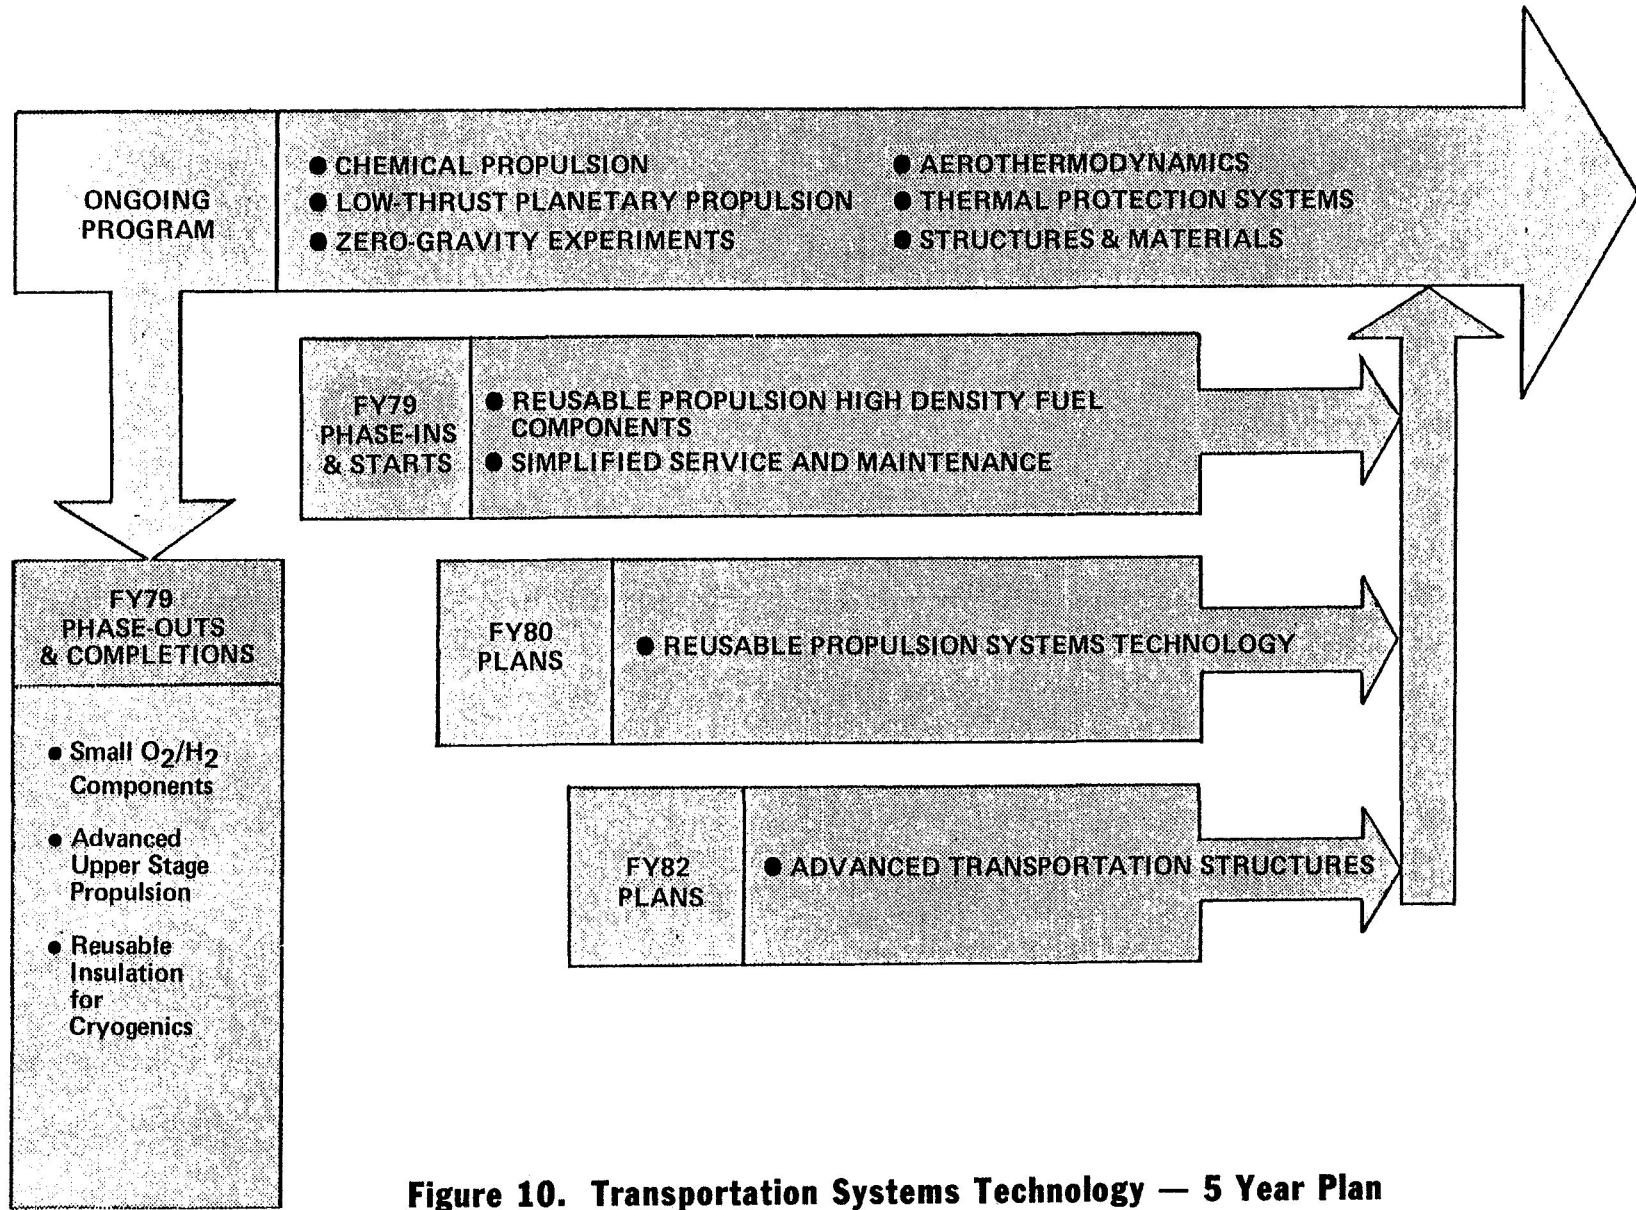 ONGOING
PROGRAM
● CHEMICAL PROPULSION
● LOW-THRUST PLANETARY PROPULSION
● ZERO-GRAVITY EXPERIMENTS
● AEROTHERMODYNAMICS
● THERMAL PROTECTION SYSTEMS
● STRUCTURES & MATERIALS
FY79
PHASE-INS
& STARTS
● REUSABLE PROPULSION HIGH DENSITY FUEL
COMPONENTS
● SIMPLIFIED SERVICE AND MAINTENANCE
FY79
PHASE-OUTS
& COMPLETIONS
● Small O2/H2
Components
● Advanced
Upper Stage
Propulsion
● Reusable
Insulation
for
Cryogenics
FY80
PLANS
● REUSABLE PROPULSION SYSTEMS TECHNOLOGY
FY82
PLANS
● ADVANCED TRANSPORTATION STRUCTURES
Figure 10. Transportation Systems Technology — 5 Year Plan